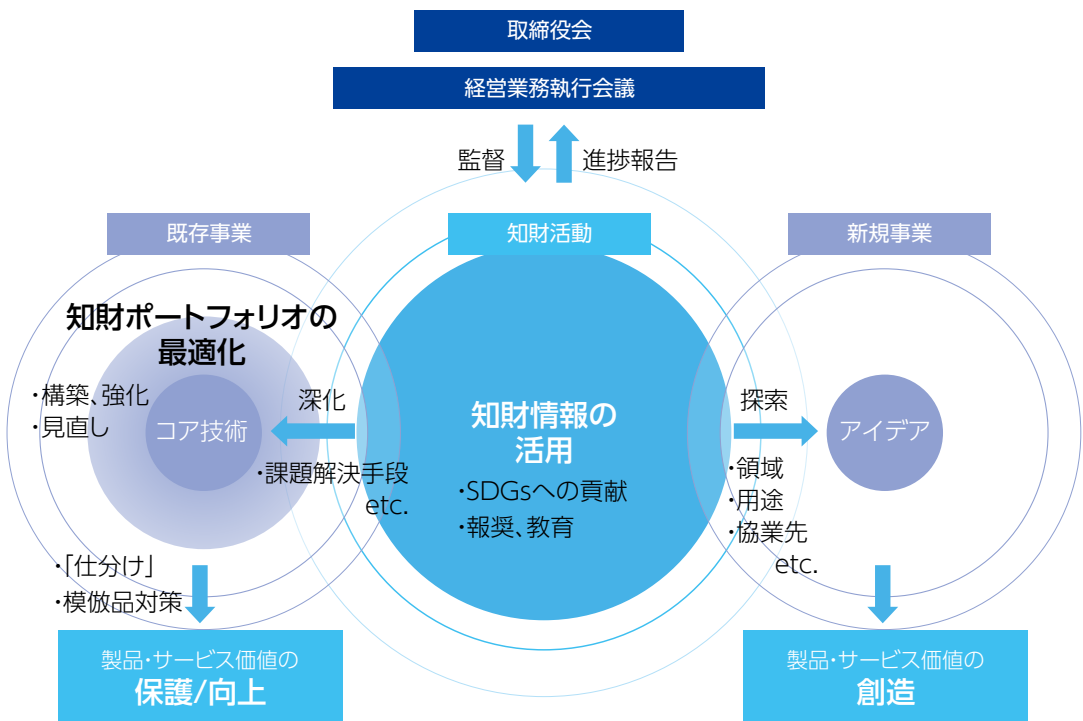 取締役会
経営業務執行会議
監督
進捗報告
既存事業
知財活動
新規事業
知財ポートフォリオの
最適化
・構築、強化
・見直し
コア技術
深化
・課題解決手段
etc.
知財情報の
活用
・SDGsへの貢献
・報奨、教育
探索
・領域
・用途
・協業先
etc.
アイデア
・「仕分け」
・模倣品対策
製品・サービス価値の
保護/向上
製品・サービス価値の
創造